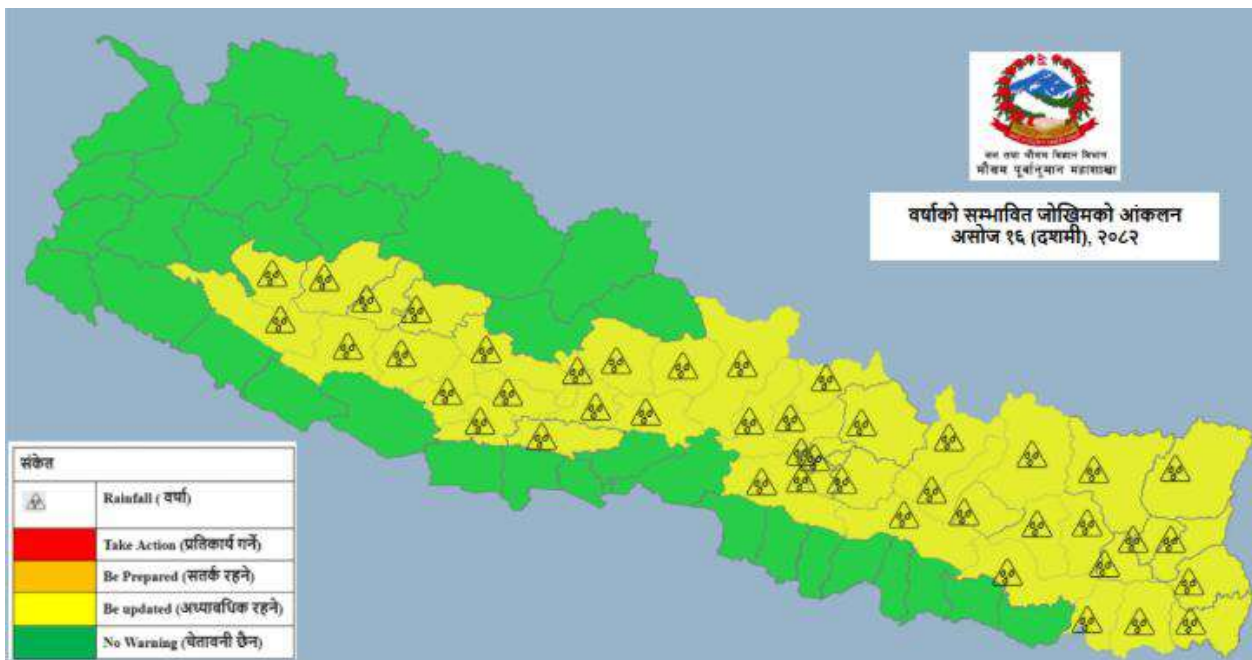 जल तथा मौसम विज्ञान विभाग
मौसम पूर्वानुमान महाशाखा
वर्षाको सम्भावित जोखिमको आंकलन
असोज १६ (दशमी), २०८२
संकेत
Rainfall ( वर्षा)
Take Action (प्रतिकार्य गर्ने)
Be Prepared (सतर्क रहने)
Be updated (अध्यावधिक रहने)
No Warning (चेतावनी छैन)